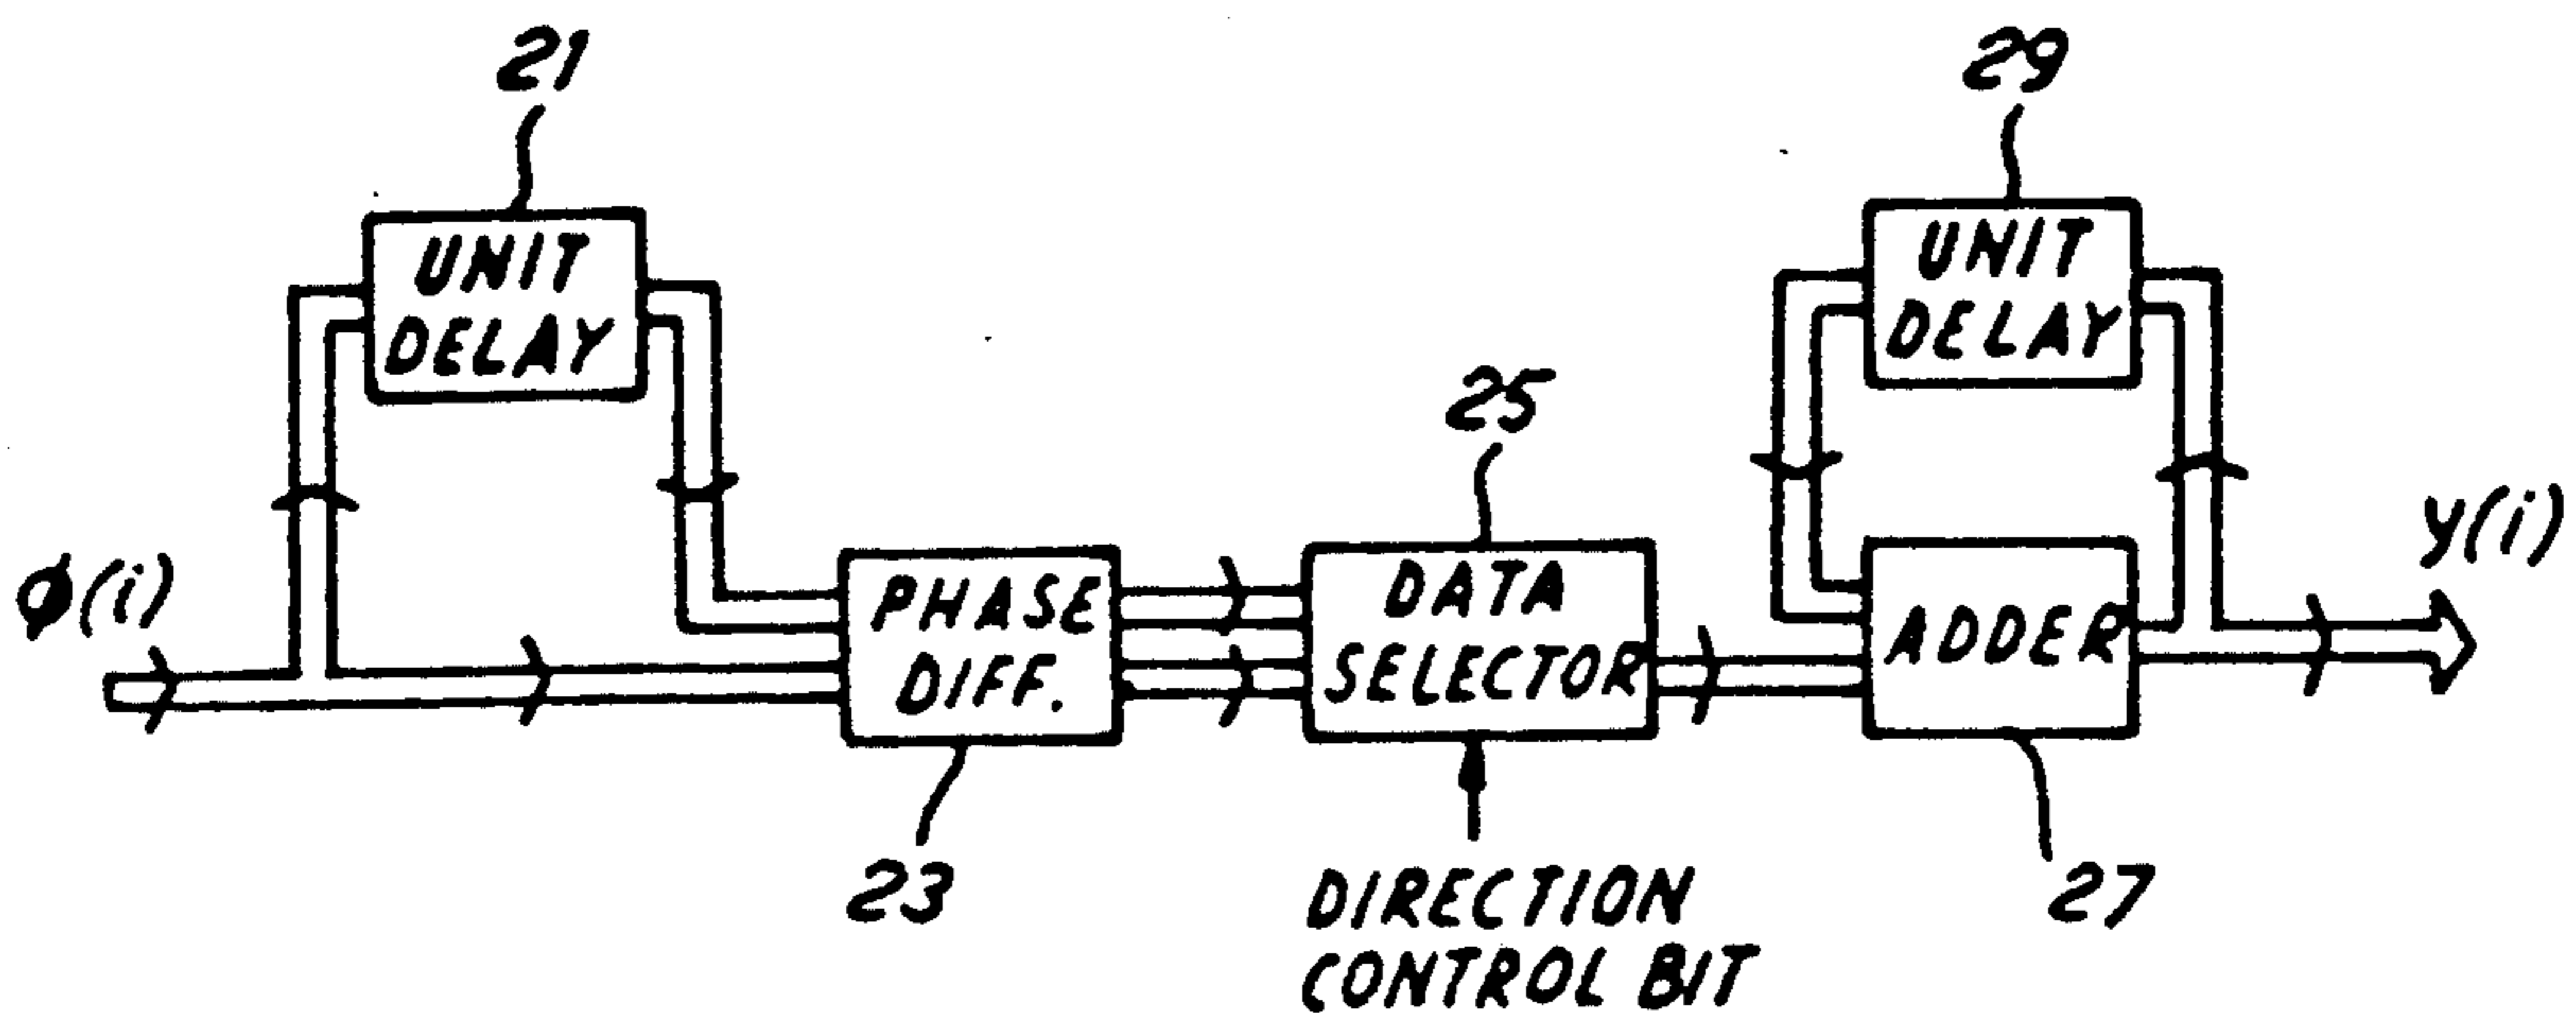 21
29
UNIT
DELAY
UNIT
DELAY
25
φ(i)
PHASE
DIFF.
DATA
SELECTOR
ADDER
y(i)
23
DIRECTION
CONTROL BIT
27